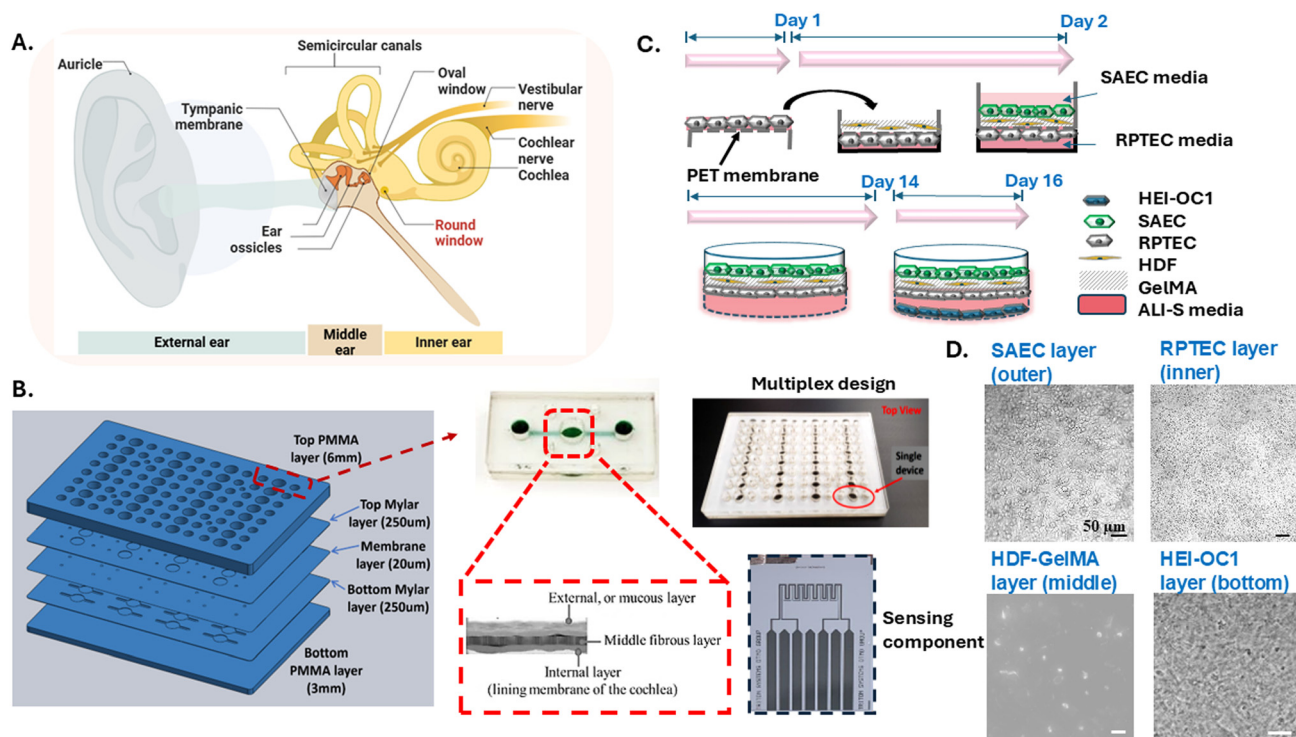 A.
Semicircular canals
Auricle
Oval
window
Vestibular
nerve
Tympanic
membrane
Cochlear
nerve
Cochlea
Ear
ossicles
Round
window
External ear
Middle
ear
Inner ear
B.
Top PMMA
layer (6mm)
Top Mylar
layer (250um)
Membrane
layer (20um)
Bottom Mylar
layer (250um)
Bottom
PMMA layer
(3mm)
Multiplex design
Top View
Single
device
External, or mucous layer
Middle fibrous layer
Internal layer
(lining membrane of the cochlea)
Sensing
component
C.
Day 1
Day 2
SAEC media
RPTEC media
PET membrane
Day 14
Day 16
HEI-OC1
SAEC
RPTEC
HDF
GelMA
ALI-S media
D.
SAEC layer
(outer)
RPTEC layer
(inner)
50 µm
HDF-GelMA
layer (middle)
HEI-OC1
layer (bottom)